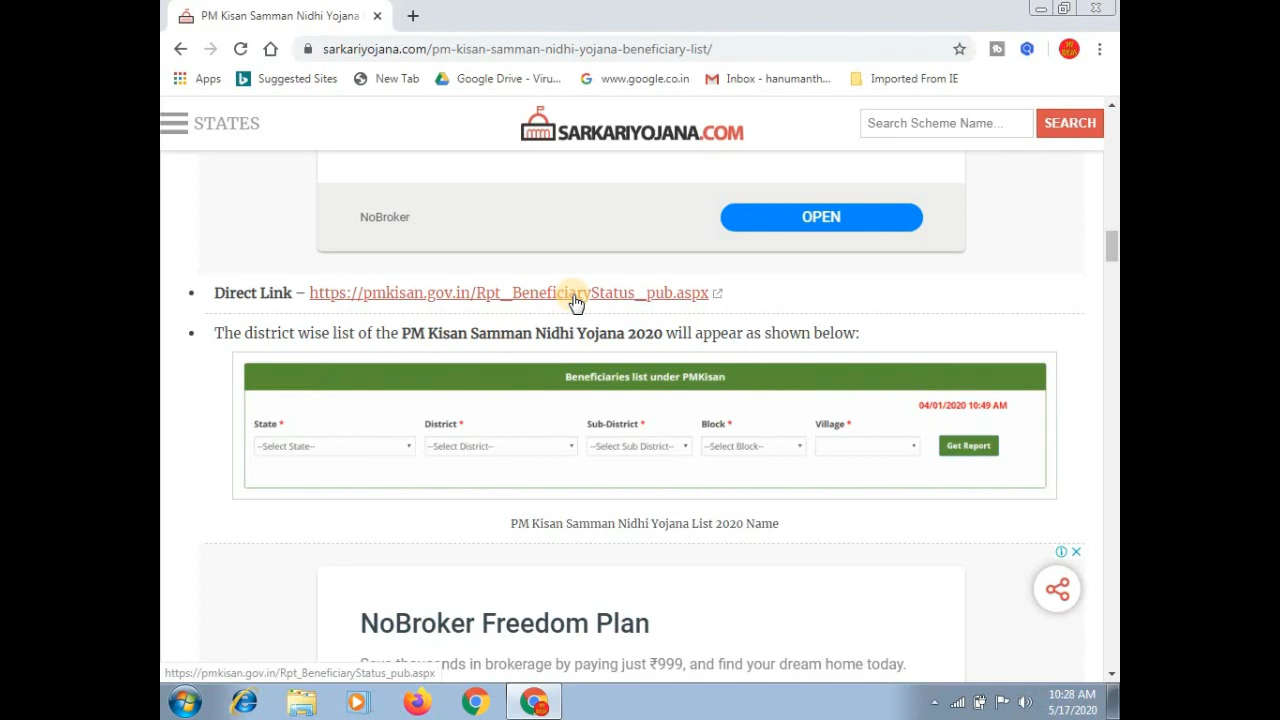 PM Kisan Samman Nidhi Yojana
sarkariyojana.com/pm-kisan-samman-nidhi-yojana-beneficiary-list/
Apps
Suggested Sites
New Tab
Google Drive - Viru...
www.google.co.in
Inbox - hanumanth...
Imported From IE
STATES
SARKARIYOJANA.COM
Search Scheme Name...
SEARCH
NoBroker
OPEN
• Direct Link – https://pmkisan.gov.in/Rpt_BeneficiaryStatus_pub.aspx
• The district wise list of the PM Kisan Samman Nidhi Yojana 2020 will appear as shown below:
Beneficiaries list under PMKisan
04/01/2020 10:49 AM
State * District * Sub-District * Block * Village *
--Select State-- --Select District-- --Select Sub District-- --Select Block-- Get Report
PM Kisan Samman Nidhi Yojana List 2020 Name
NoBroker Freedom Plan
Save thousands in brokerage by paying just ₹999, and find your dream home today.
https://pmkisan.gov.in/Rpt_BeneficiaryStatus_pub.aspx
10:28 AM
5/17/2020